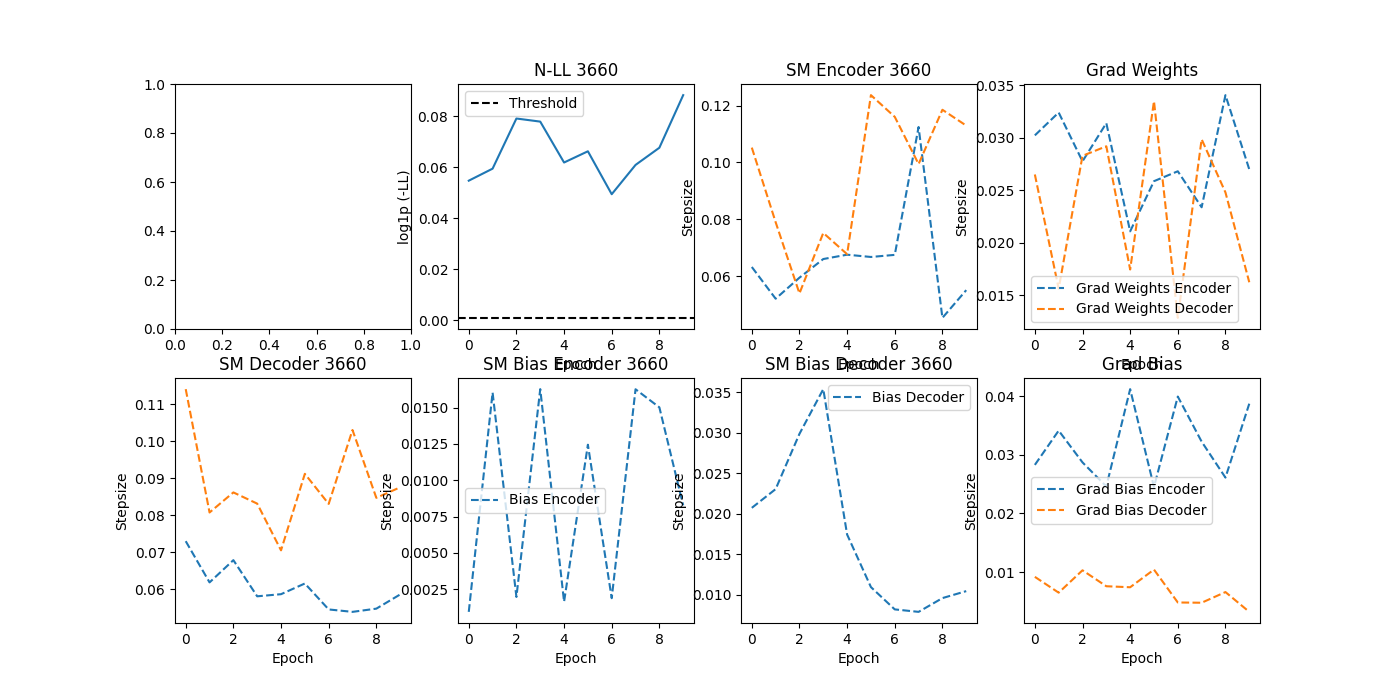 1.0
0.8
0.6
0.4
0.2
0.0
0.0 0.2 0.4 0.6 0.8 1.0
N-LL 3660
Threshold
log1p (-LL)
0.08
0.06
0.04
0.02
0.00
0 2 4 6 8
Epoch
SM Encoder 3660
Stepsize
0.12
0.10
0.08
0.06
0 2 4 6 8
Epoch
Grad Weights
Stepsize
0.035
0.030
0.025
0.020
0.015
Grad Weights Encoder
Grad Weights Decoder
0 2 4 6 8
Epoch
SM Decoder 3660
Stepsize
0.11
0.10
0.09
0.08
0.07
0.06
0 2 4 6 8
Epoch
SM Bias Encoder 3660
Stepsize
0.0150
0.0125
0.0100
0.0075
0.0050
0.0025
Bias Encoder
0 2 4 6 8
Epoch
SM Bias Decoder 3660
Stepsize
0.035
0.030
0.025
0.020
0.015
0.010
Bias Decoder
0 2 4 6 8
Epoch
Grad Bias
Stepsize
0.04
0.03
0.02
0.01
Grad Bias Encoder
Grad Bias Decoder
0 2 4 6 8
Epoch